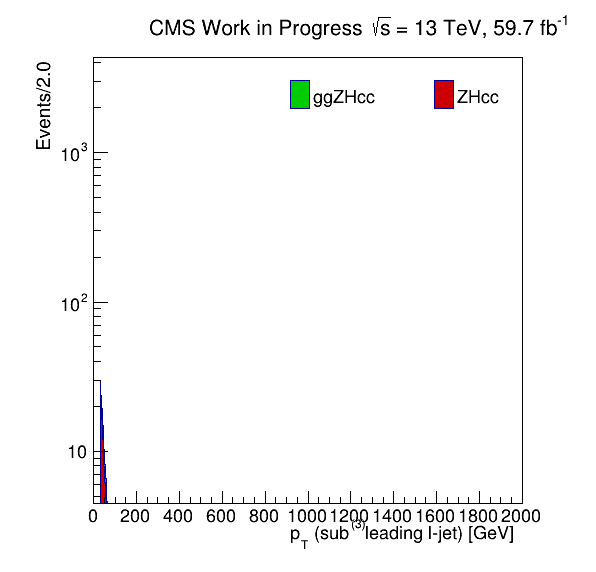 CMS Work in Progress √s = 13 TeV, 59.7 fb⁻¹
Events/2.0
ggZHcc ZHcc
10³
10²
10
0 200 400 600 800 1000 1200 1400 1600 1800 2000
p_T (sub⁽³⁾leading l-jet) [GeV]